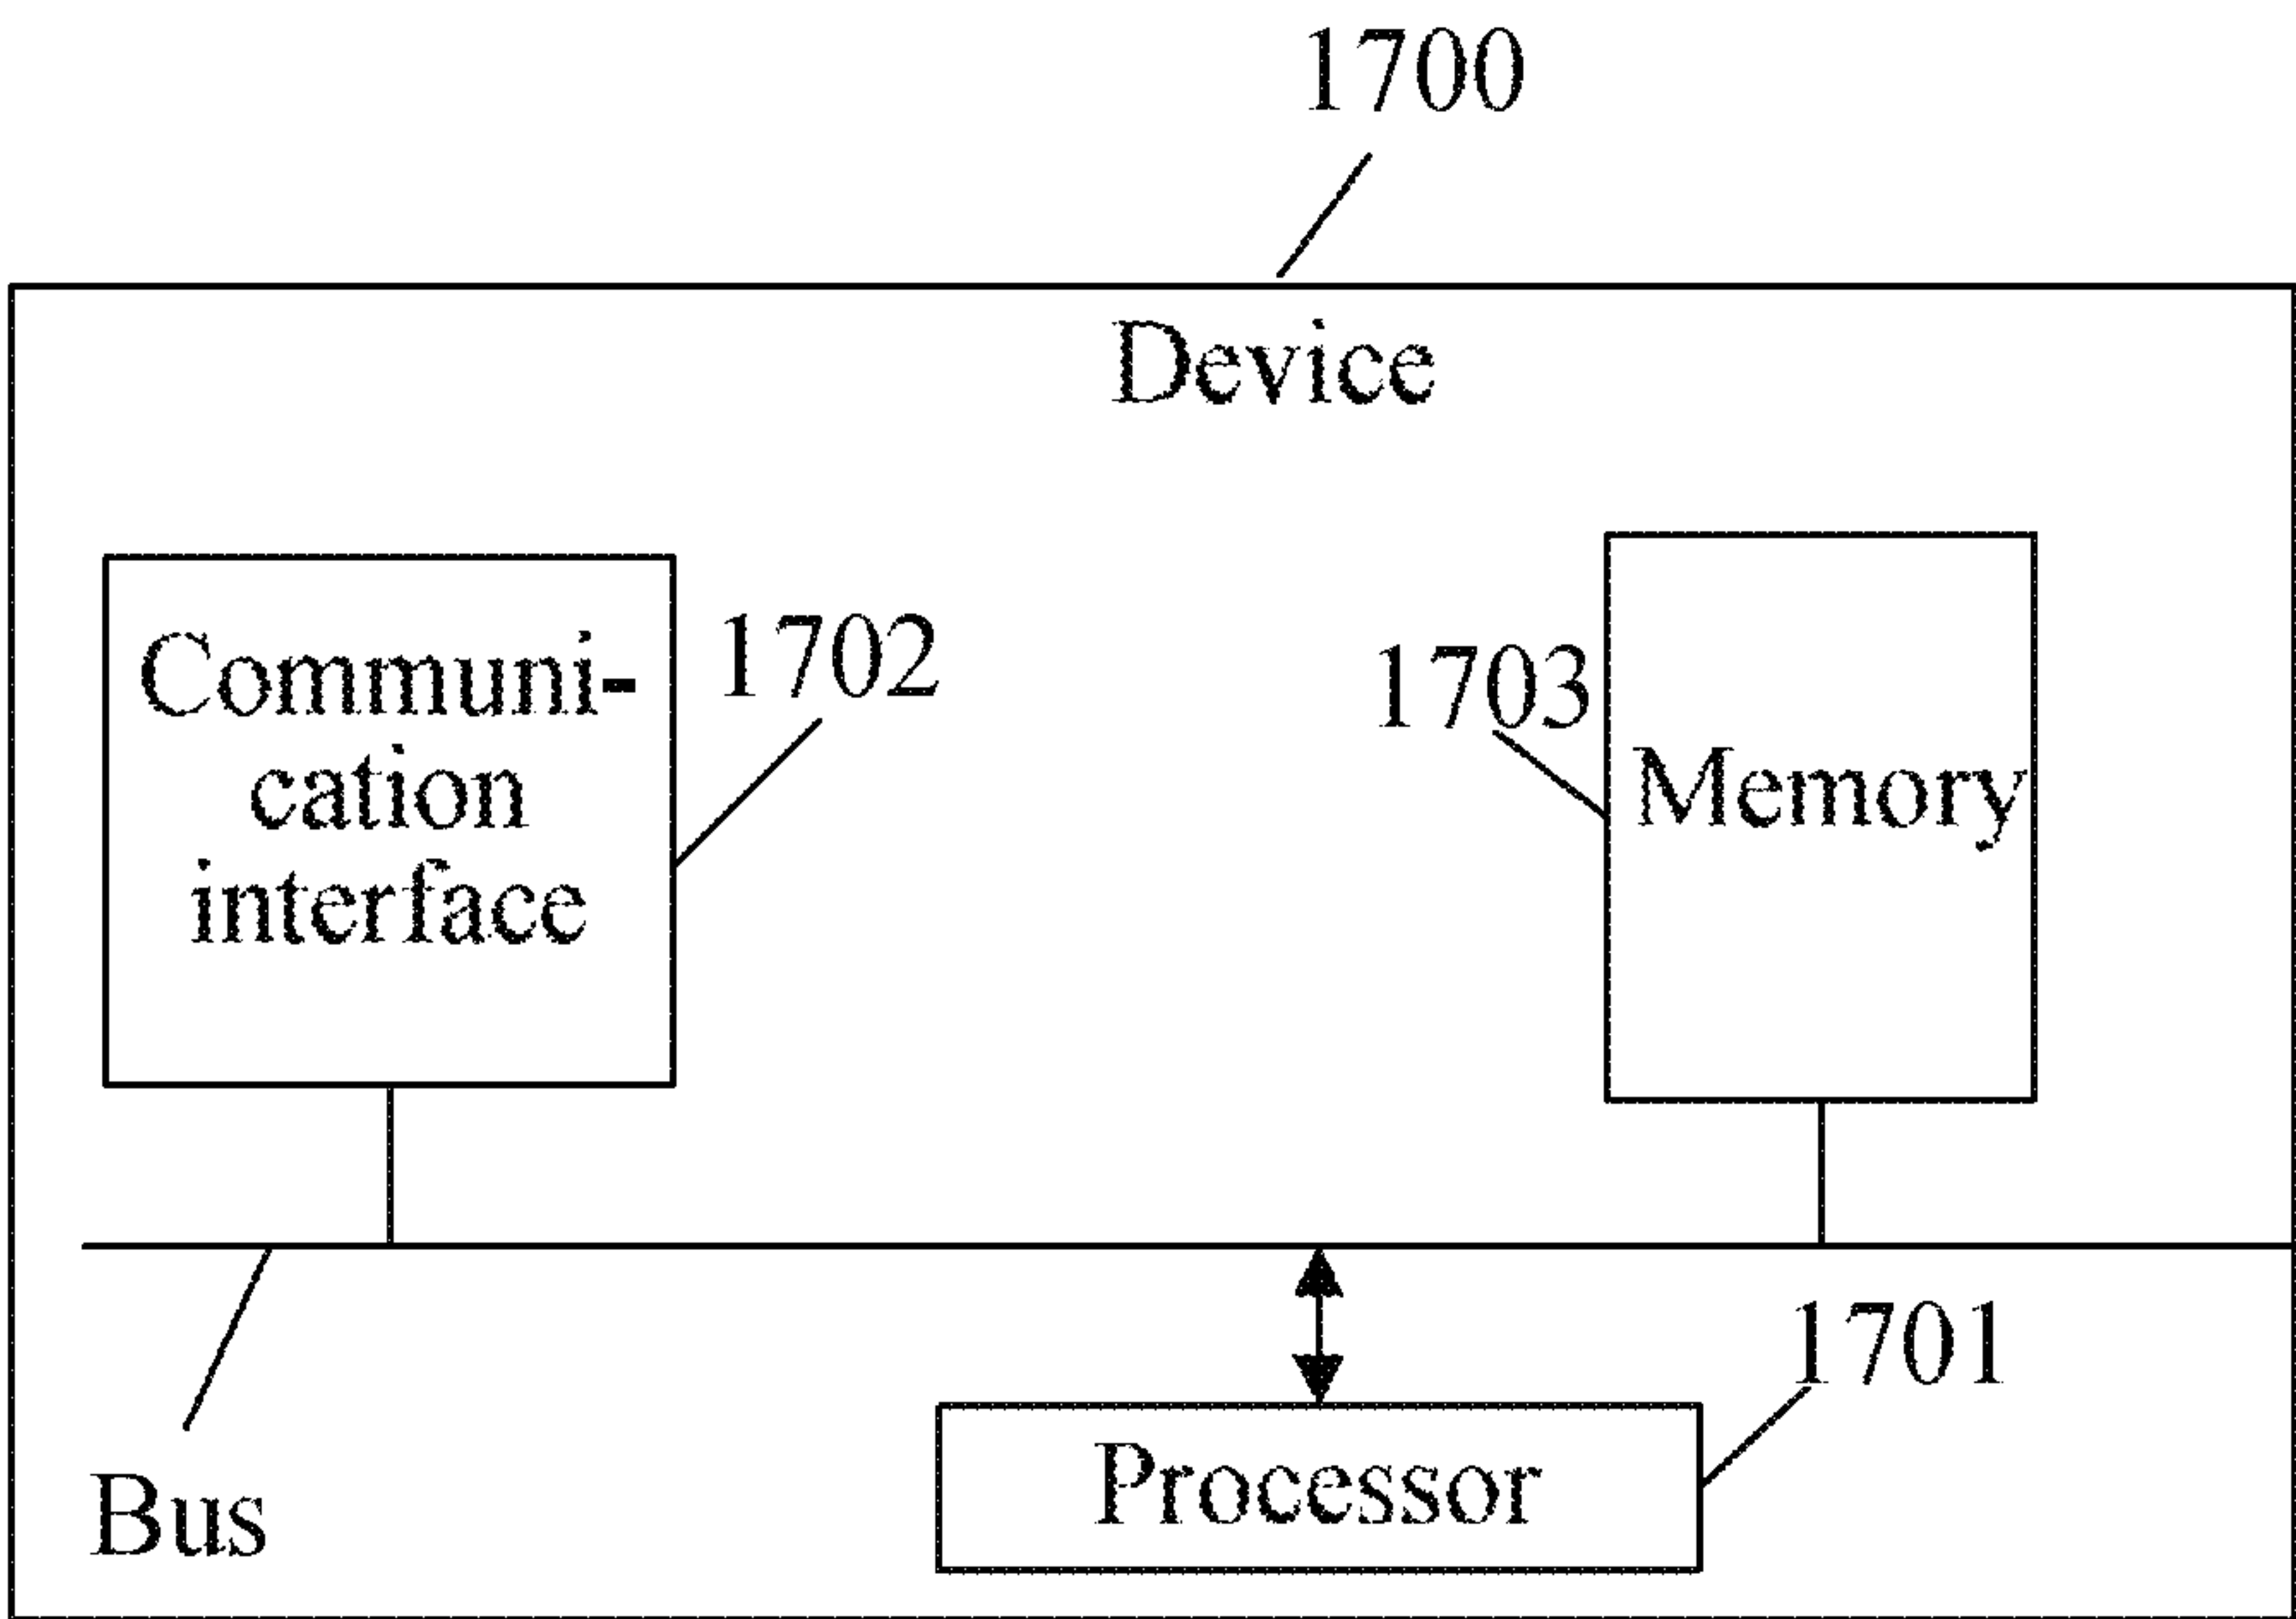 1700
Device
Communi-
cation
interface
1702
1703
Memory
1701
Processor
Bus